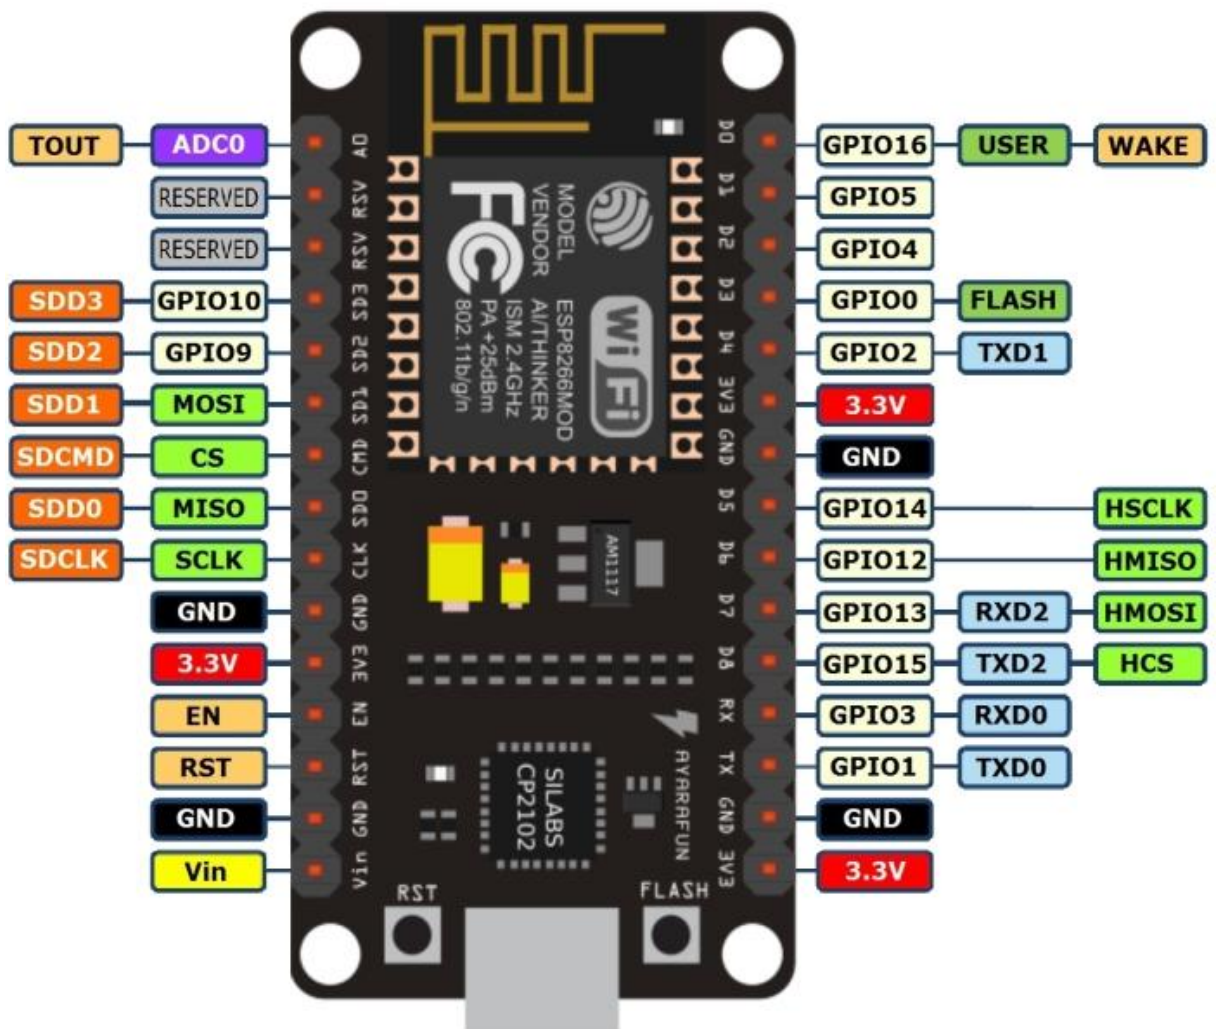 TOUT ADC0 A0 D0 GPIO16 USER WAKE
RESERVED RSV D1 GPIO5
RESERVED RSV D2 GPIO4
SDD3 GPIO10 SD3 D3 GPIO0 FLASH
SDD2 GPIO9 SD2 D4 GPIO2 TXD1
SDD1 MOSI SD1 3V3 3.3V
SDCMD CS CMD GND GND
SDD0 MISO SD0 D5 GPIO14 HSCLK
SDCLK SCLK CLK D6 GPIO12 HMISO
GND GND D7 GPIO13 RXD2 HMOSI
3.3V 3V3 D8 GPIO15 TXD2 HCS
EN EN RX GPIO3 RXD0
RST RST TX GPIO1 TXD0
GND GND GND GND
Vin Vin 3V3 3.3V
MODEL
VENDOR
FC
ESP8266MOD
AI/THINKER
ISM 2.4GHz
PA +25dBm
802.11b/g/n
WiFi
AM1117
SILABS
CP2102
AYARAFUN
RST
FLASH